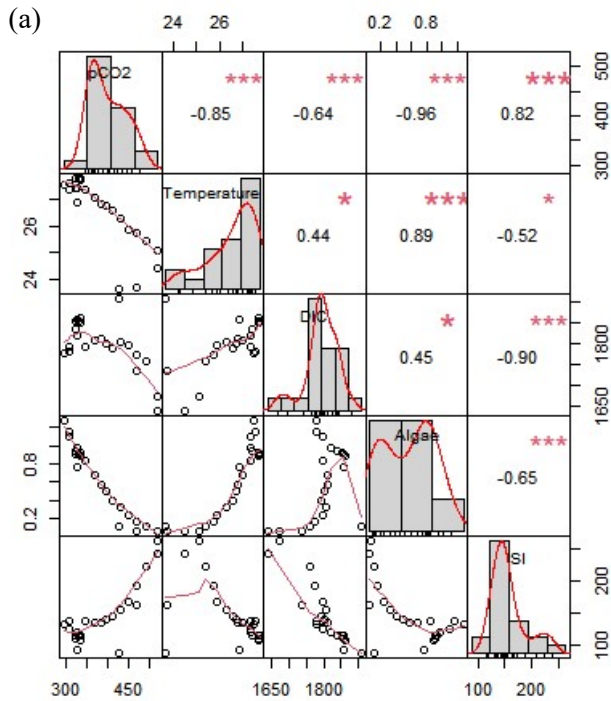 (a)
24 26
0.2 0.8
pCO2 *** *** *** ***
-0.85 -0.64 -0.96 0.82
300 400 500
Temperature * *** *
0.44 0.89 -0.52
24 26
DIC * ***
0.45 -0.90
1650 1800
Algae ***
-0.65
0.2 0.8
SI
100 200
300 450
1650 1800
100 200